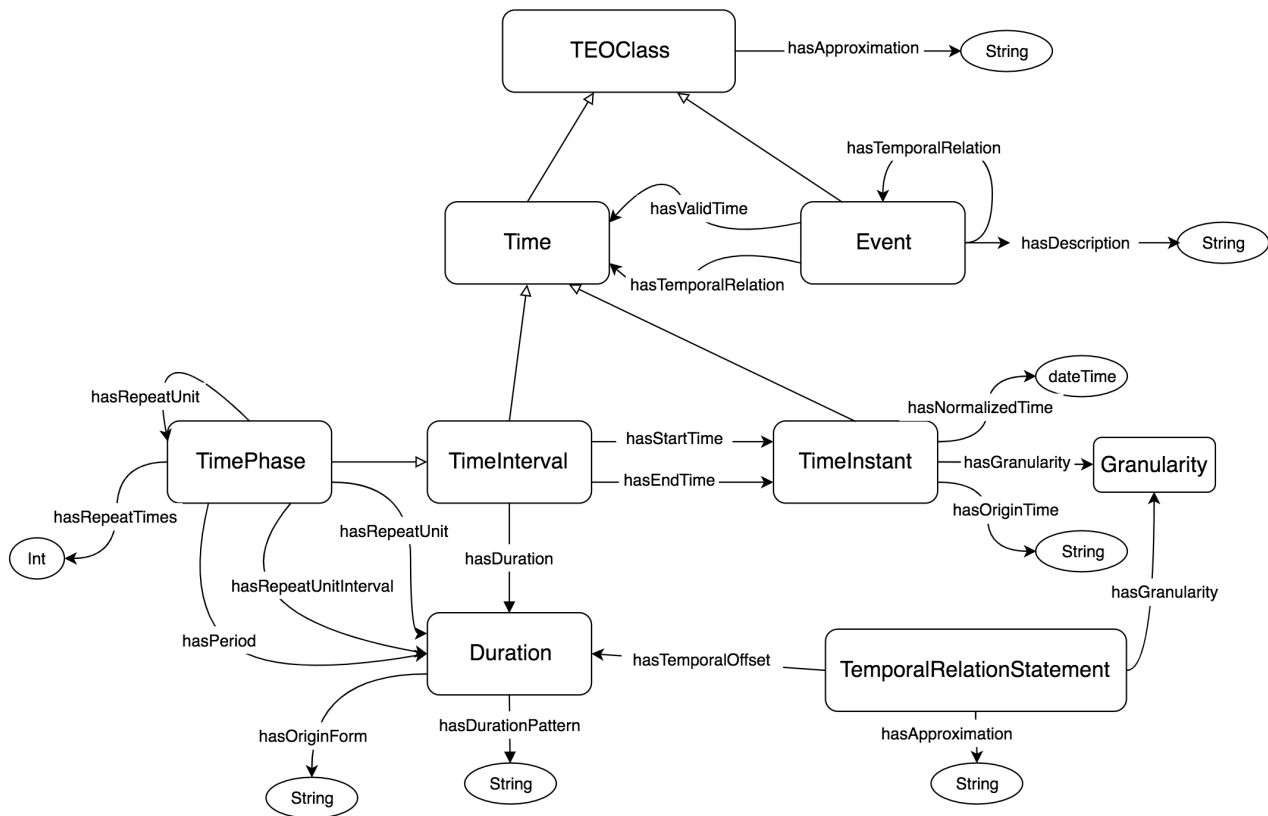 TEOClass
hasApproximation
String
hasTemporalRelation
hasValidTime
Time
Event
hasDescription
String
hasTemporalRelation
dateTime
hasRepeatUnit
hasNormalizedTime
TimePhase
TimeInterval
hasStartTime
TimeInstant
hasGranularity
Granularity
hasEndTime
hasOriginTime
hasRepeatTimes
hasRepeatUnit
Int
hasDuration
String
hasRepeatUnitInterval
hasGranularity
hasPeriod
Duration
hasTemporalOffset
TemporalRelationStatement
hasOriginForm
hasDurationPattern
hasApproximation
String
String
String